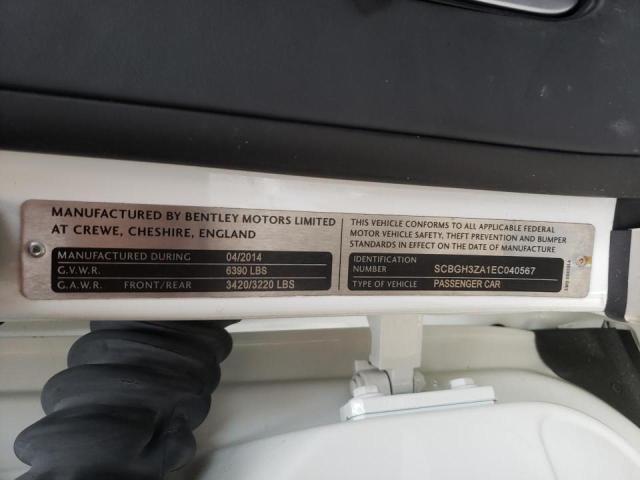 MANUFACTURED BY BENTLEY MOTORS LIMITED
AT CREWE, CHESHIRE, ENGLAND
MANUFACTURED DURING 04/2014
G.V.W.R. 6390 LBS
G.A.W.R. FRONT/REAR 3420/3220 LBS
THIS VEHICLE CONFORMS TO ALL APPLICABLE FEDERAL
MOTOR VEHICLE SAFETY, THEFT PREVENTION AND BUMPER
STANDARDS IN EFFECT ON THE DATE OF MANUFACTURE
IDENTIFICATION
NUMBER SCBGH3ZA1EC040567
TYPE OF VEHICLE PASSENGER CAR